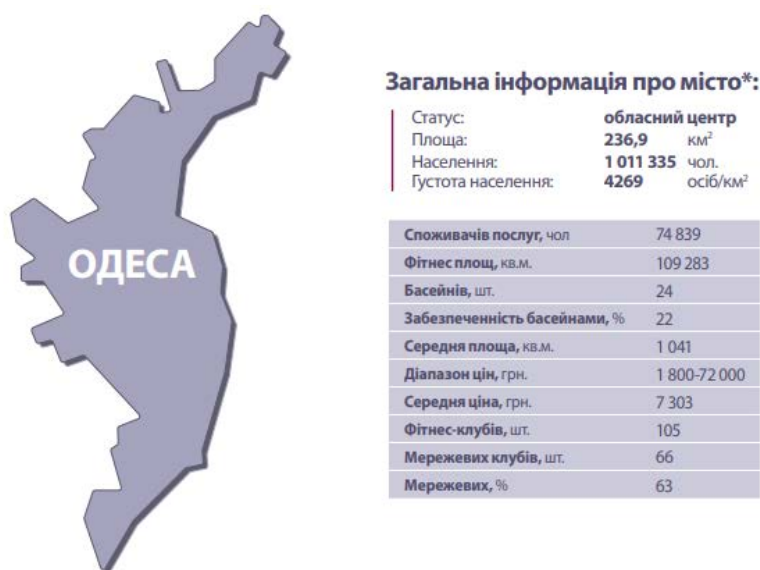 ОДЕСА
Загальна інформація про місто*:
Статус: обласний центр
Площа: 236,9 км²
Населення: 1 011 335 чол.
Густота населення: 4269 осіб/км²
Споживачів послуг, чол 74 839
Фітнес площ, кв.м. 109 283
Басейнів, шт. 24
Забезпеченність басейнами, % 22
Середня площа, кв.м. 1 041
Діапазон цін, грн. 1 800-72 000
Середня ціна, грн. 7 303
Фітнес-клубів, шт. 105
Мережевих клубів, шт. 66
Мережевих, % 63